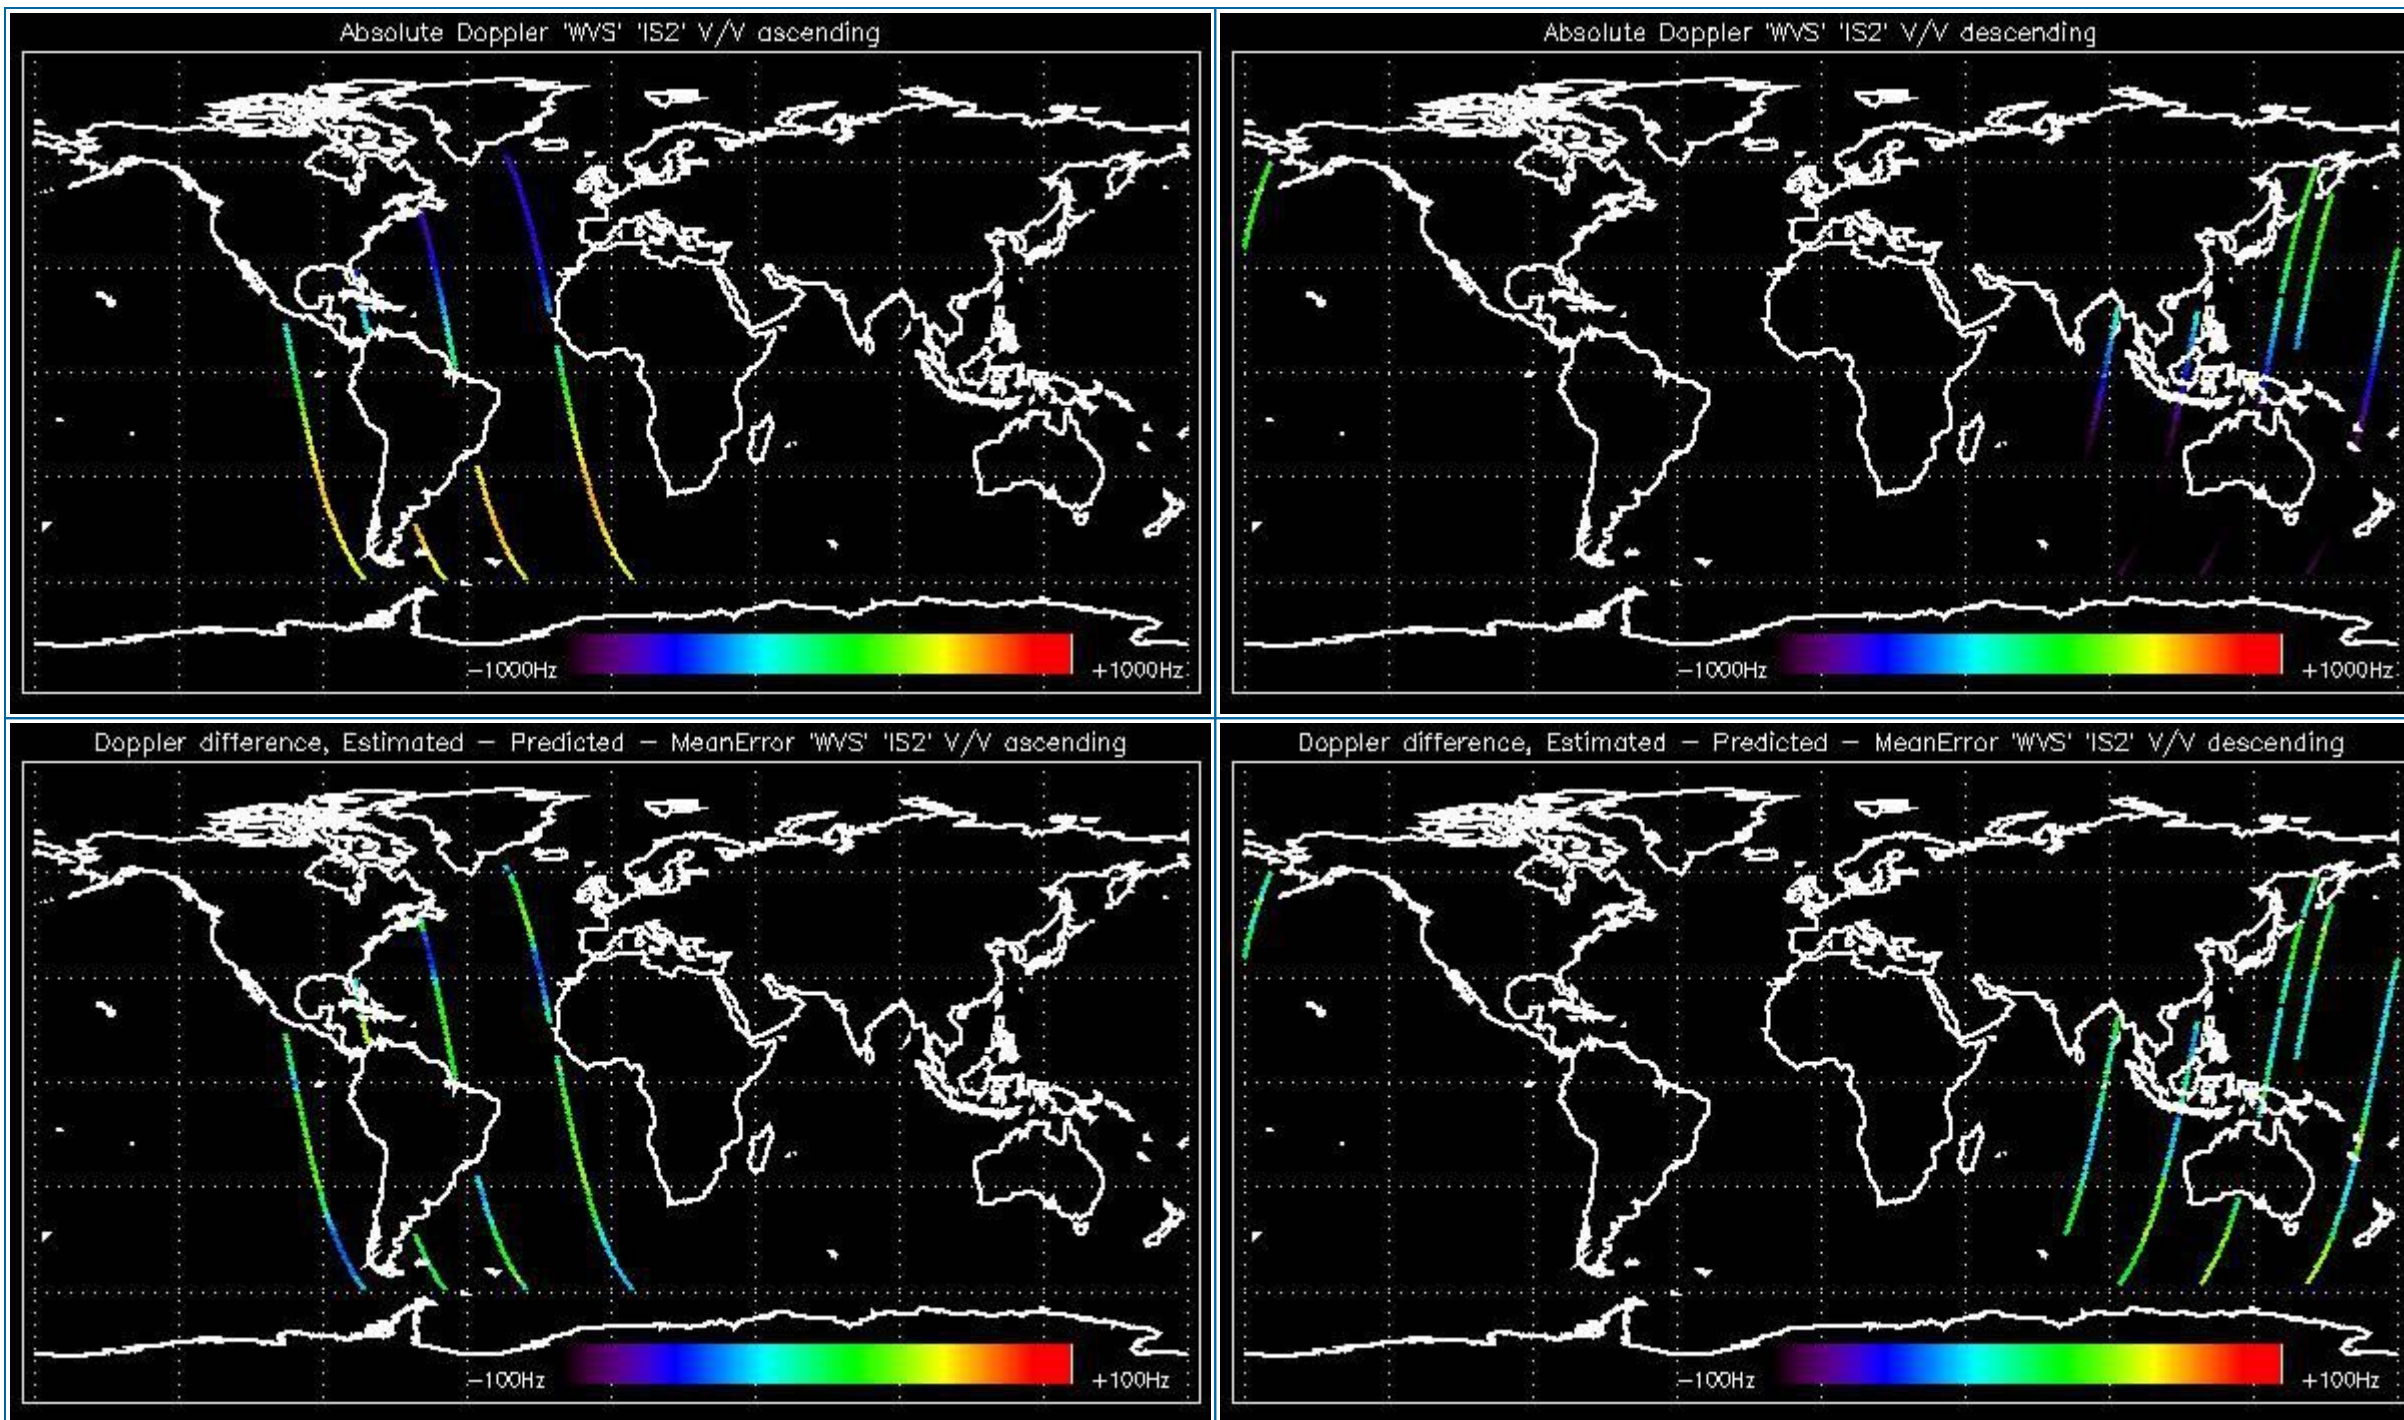 Absolute Doppler 'WVS' 'IS2' V/V ascending
−1000Hz
+1000Hz
Absolute Doppler 'WVS' 'IS2' V/V descending
−1000Hz
+1000Hz
Doppler difference, Estimated − Predicted − MeanError 'WVS' 'IS2' V/V ascending
−100Hz
+100Hz
Doppler difference, Estimated − Predicted − MeanError 'WVS' 'IS2' V/V descending
−100Hz
+100Hz